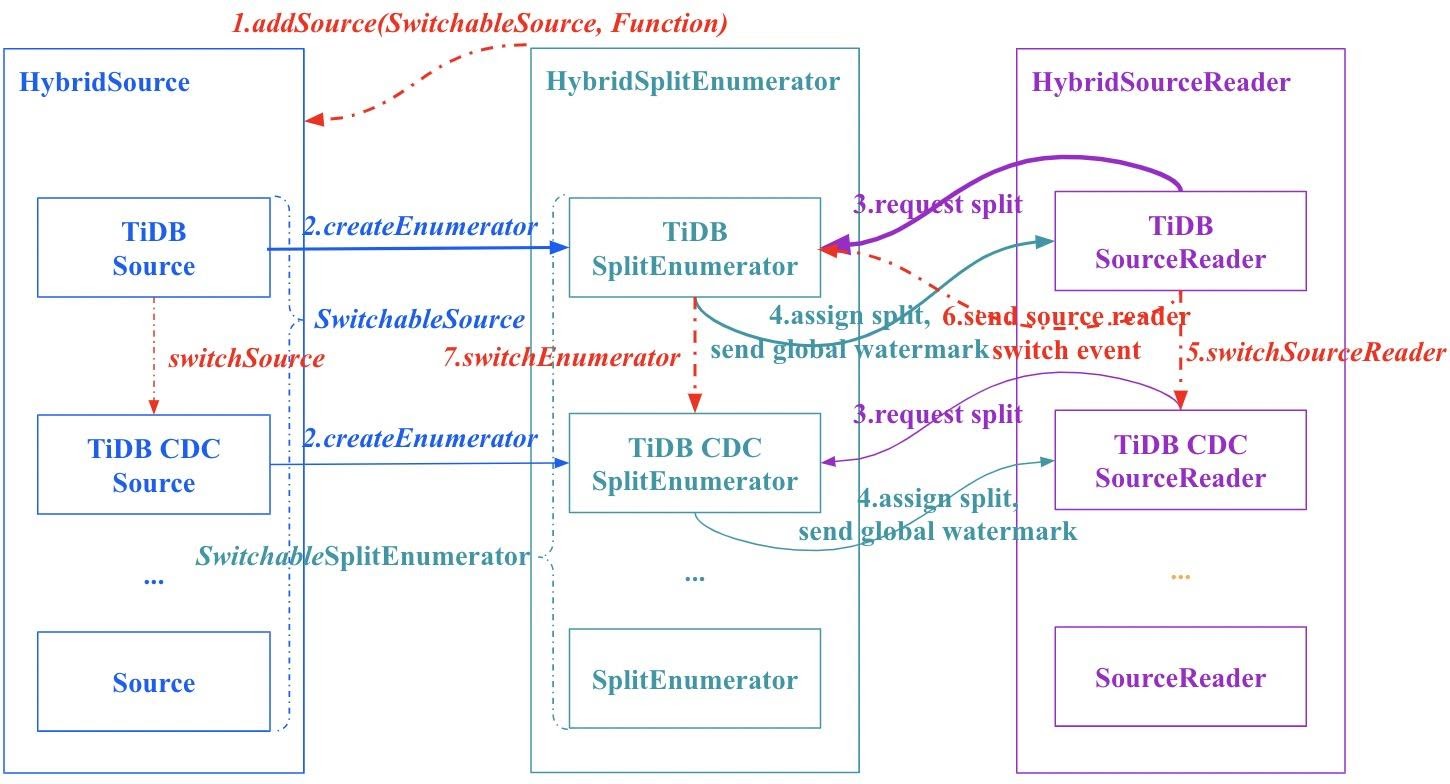 1.addSource(SwitchableSource, Function)
HybridSource
HybridSplitEnumerator
HybridSourceReader
TiDB
Source
2.createEnumerator
TiDB
SplitEnumerator
3.request split
TiDB
SourceReader
SwitchableSource
switchSource
7.switchEnumerator
4.assign split,
send global watermark
6.send source reader
switch event
5.switchSourceReader
TiDB CDC
Source
2.createEnumerator
TiDB CDC
SplitEnumerator
3.request split
TiDB CDC
SourceReader
4.assign split,
send global watermark
SwitchableSplitEnumerator
...
...
...
Source
SplitEnumerator
SourceReader